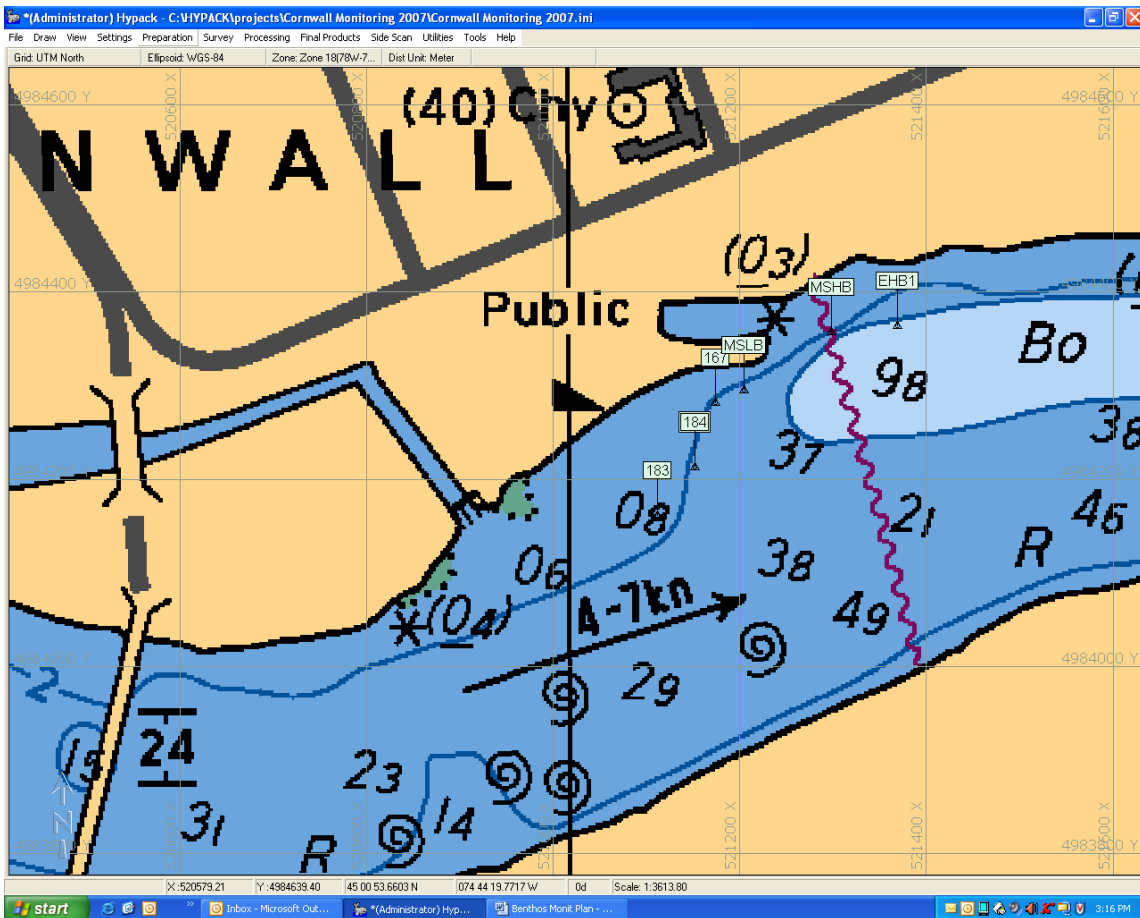 *(Administrator) Hypack - C:\HYPACK\projects\Cornwall Monitoring 2007\Cornwall Monitoring 2007.ini
File Draw View Settings Preparation Survey Processing Final Products Side Scan Utilities Tools Help
Grid: UTM North Ellipsoid: WGS-84 Zone: Zone 18(78W-7... Dist Unit: Meter
4984600 Y 520600 X 521200 X 521400 X 521600 X 4984600 Y
(40) Chy
NWALL
(03)
4984400 Y MSHB EHB1
Public
MSLB
167
Bo
98
184
37 38
183
08 21 46
R
06 38
4-7kn
(04) 49
4984000 Y
29
2
24
15
23
N 14
31
R
521200 X 521400 X
4983800 Y
X :520579.21 Y :4984639.40 45 00 53.6603 N 074 44 19.7717 W 0d Scale: 1:3613.80
start Inbox - Microsoft Out... *(Administrator) Hyp... Benthos Monit Plan - ... 3:16 PM